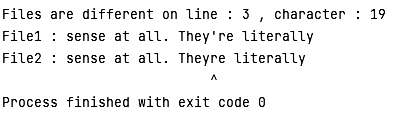 Files are different on line : 3 , character : 19
File1 : sense at all. They're literally
File2 : sense at all. Theyre literally
^
Process finished with exit code 0